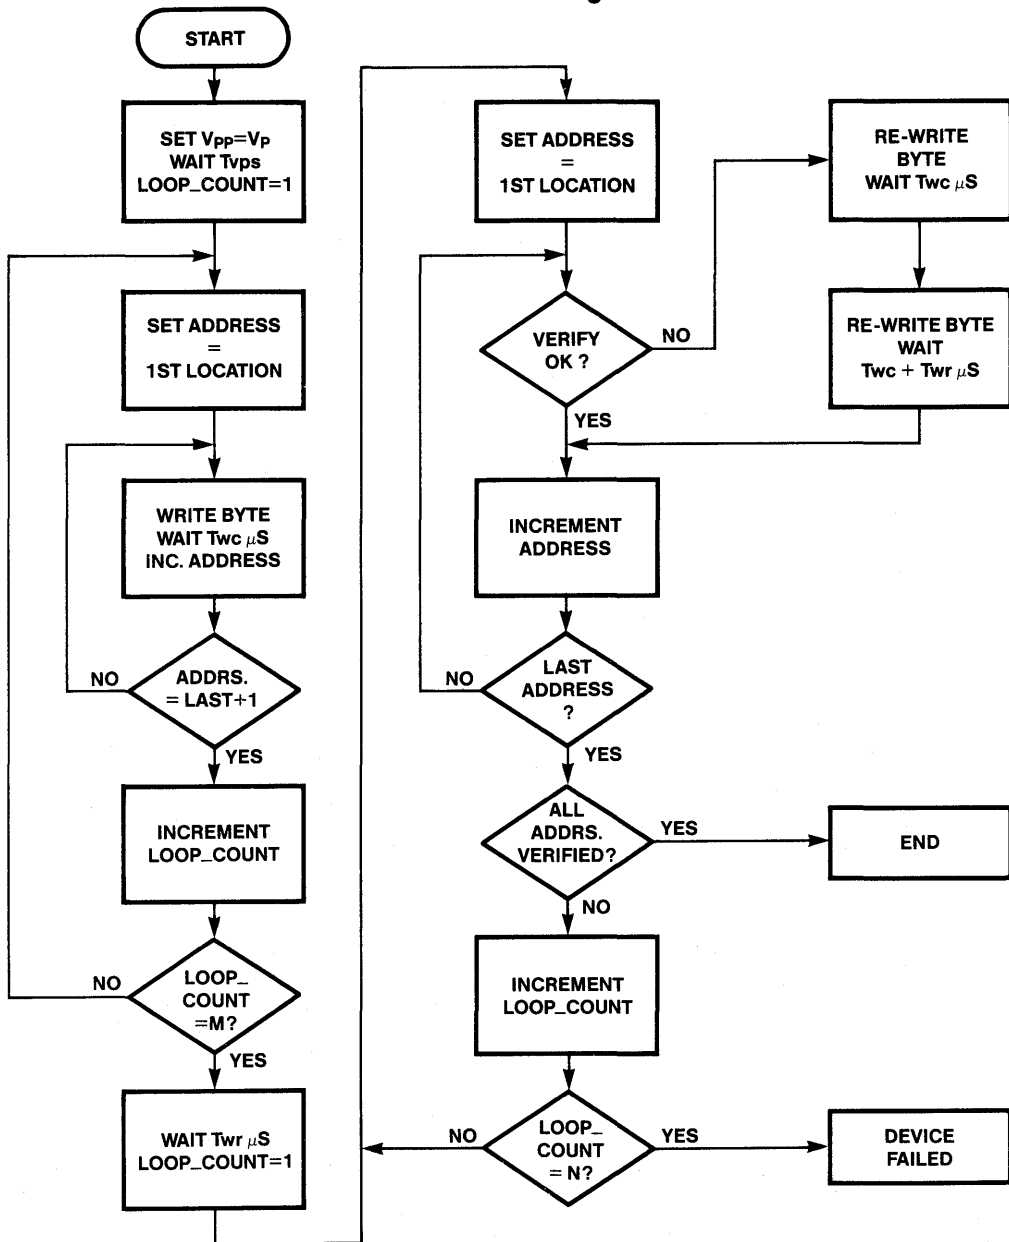 START
SET VPP=VP
WAIT Tvps
LOOP_COUNT=1
SET ADDRESS
=
1ST LOCATION
WRITE BYTE
WAIT Twc μS
INC. ADDRESS
NO
ADDRS.
= LAST+1
YES
INCREMENT
LOOP_COUNT
NO
LOOP_
COUNT
=M?
YES
WAIT Twr μS
LOOP_COUNT=1
SET ADDRESS
=
1ST LOCATION
VERIFY
OK ?
NO
YES
RE-WRITE
BYTE
WAIT Twc μS
RE-WRITE BYTE
WAIT
Twc + Twr μS
INCREMENT
ADDRESS
NO
LAST
ADDRESS
?
YES
ALL
ADDRS.
VERIFIED?
YES
END
NO
INCREMENT
LOOP_COUNT
NO
LOOP_
COUNT
= N?
YES
DEVICE
FAILED